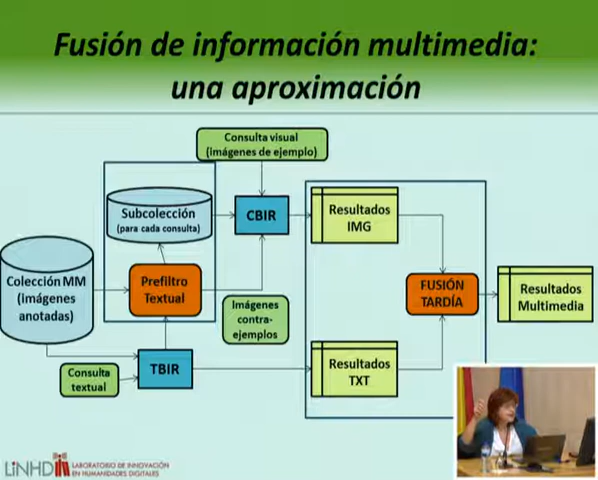 Fusión de información multimedia:
una aproximación
Consulta visual
(imágenes de ejemplo)
Subcolección
(para cada consulta)
CBIR
Resultados
IMG
Colección MM
(imágenes
anotadas)
Prefiltro
Textual
Imágenes
contra-
ejemplos
FUSIÓN
TARDÍA
Resultados
Multimedia
Consulta
textual
TBIR
Resultados
TXT
LINHD
LABORATORIO DE INNOVACIÓN
EN HUMANIDADES DIGITALES